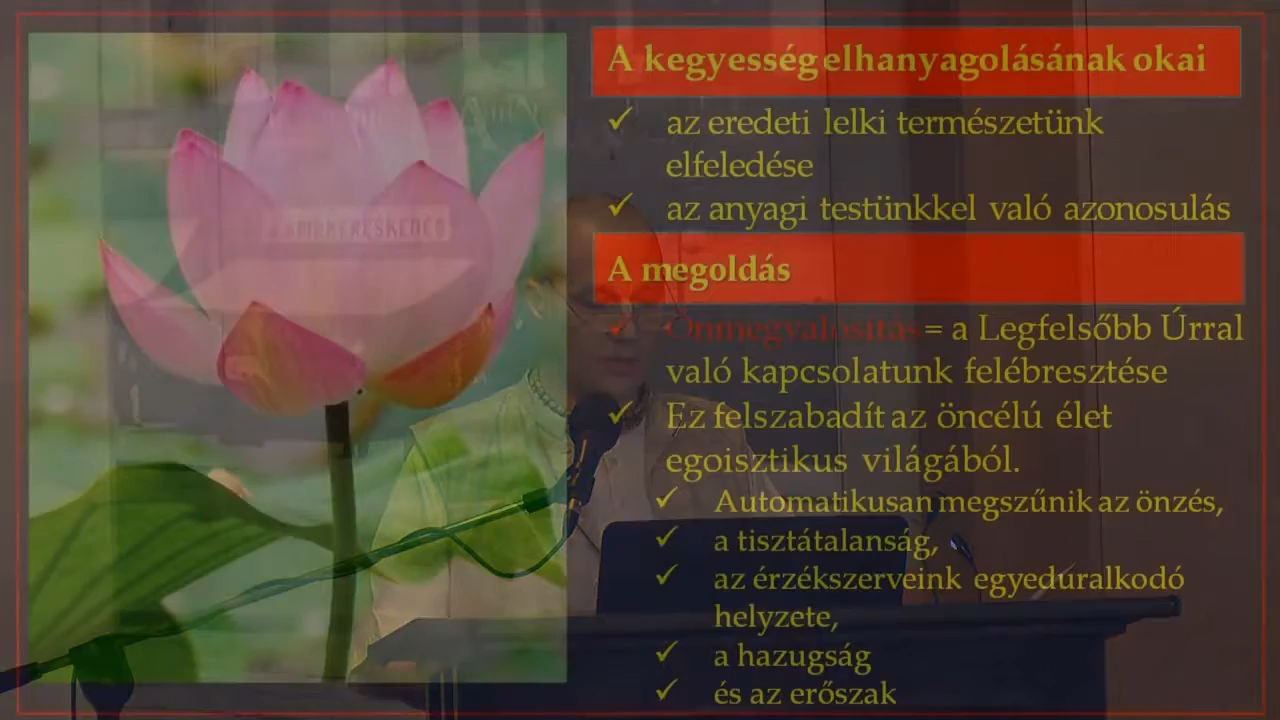 A kegyesség elhanyagolásának okai
✓ az eredeti lelki természetünk
elfeledése
✓ az anyagi testünkkel való azonosulás
A megoldás
✓ Önmegvalósítás = a Legfelsőbb Úrral
való kapcsolatunk felébresztése
✓ Ez felszabadít az öncélú élet
egoisztikus világából.
✓ Automatikusan megszűnik az önzés,
✓ a tisztátalanság,
✓ az érzékszerveink egyeduralkodó
helyzete,
✓ a hazugság
✓ és az erőszak